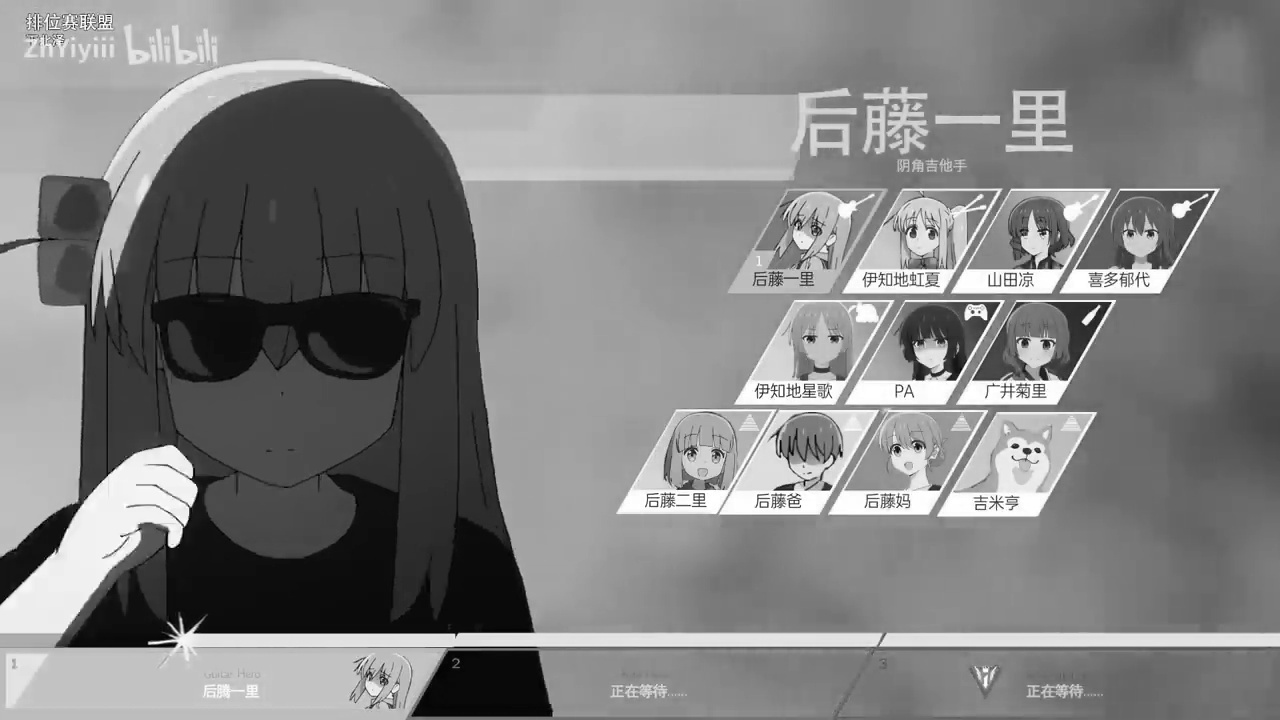 排位赛联盟
ZhYiyiii bilibili
后藤一里
阴角吉他手
1
后藤一里 伊知地虹夏 山田凉 喜多郁代
伊知地星歌 PA 广井菊里
后藤二里 后藤爸 后藤妈 吉米亨
1 2 3
Guitar Hero
后腾一里 正在等待...... 正在等待......